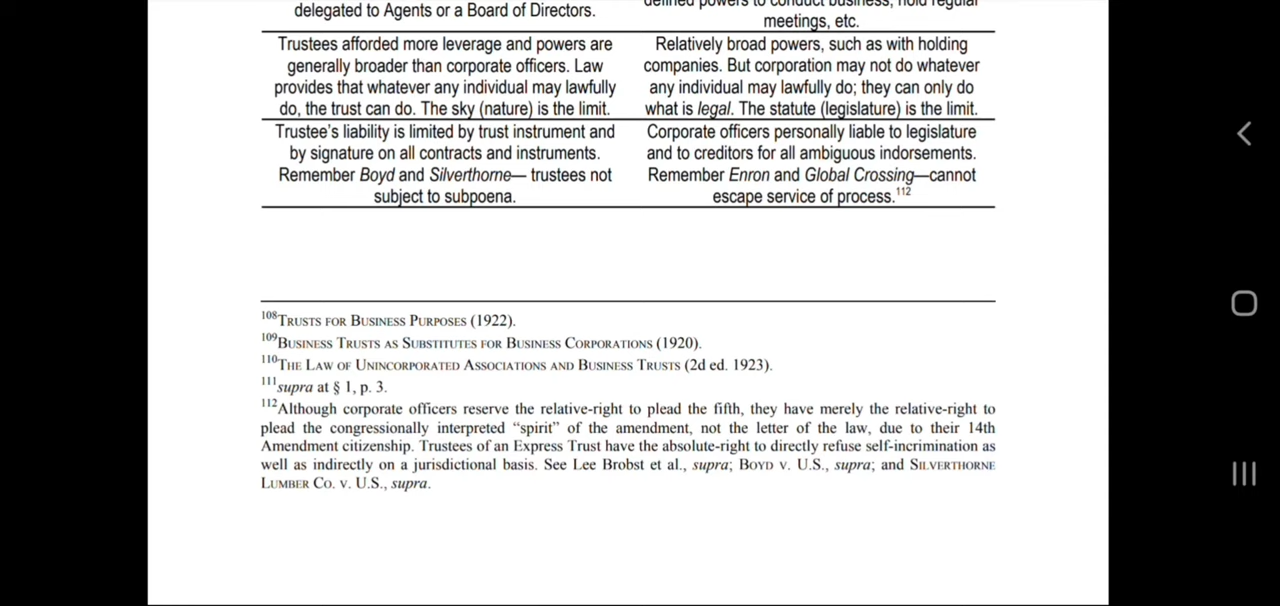 delegated to Agents or a Board of Directors.
defined powers to conduct business, hold regular
meetings, etc.
Trustees afforded more leverage and powers are
generally broader than corporate officers. Law
provides that whatever any individual may lawfully
do, the trust can do. The sky (nature) is the limit.
Relatively broad powers, such as with holding
companies. But corporation may not do whatever
any individual may lawfully do; they can only do
what is legal. The statute (legislature) is the limit.
Trustee's liability is limited by trust instrument and
by signature on all contracts and instruments.
Remember Boyd and Silverthorne— trustees not
subject to subpoena.
Corporate officers personally liable to legislature
and to creditors for all ambiguous indorsements.
Remember Enron and Global Crossing—cannot
escape service of process.112
108TRUSTS FOR BUSINESS PURPOSES (1922).
109BUSINESS TRUSTS AS SUBSTITUTES FOR BUSINESS CORPORATIONS (1920).
110THE LAW OF UNINCORPORATED ASSOCIATIONS AND BUSINESS TRUSTS (2d ed. 1923).
111supra at § 1, p. 3.
112Although corporate officers reserve the relative-right to plead the fifth, they have merely the relative-right to
plead the congressionally interpreted “spirit” of the amendment, not the letter of the law, due to their 14th
Amendment citizenship. Trustees of an Express Trust have the absolute-right to directly refuse self-incrimination as
well as indirectly on a jurisdictional basis. See Lee Brobst et al., supra; BOYD V. U.S., supra; and SILVERTHORNE
LUMBER CO. V. U.S., supra.